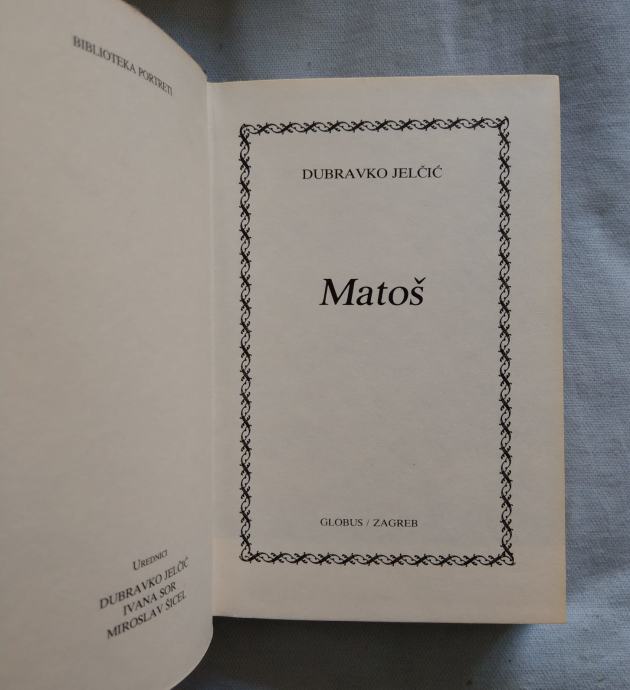 BIBLIOTEKA PORTRETI
UREDNICI
DUBRAVKO JELČIĆ
IVANA SOR
MIROSLAV ŠICEL
DUBRAVKO JELČIĆ
Matoš
GLOBUS / ZAGREB